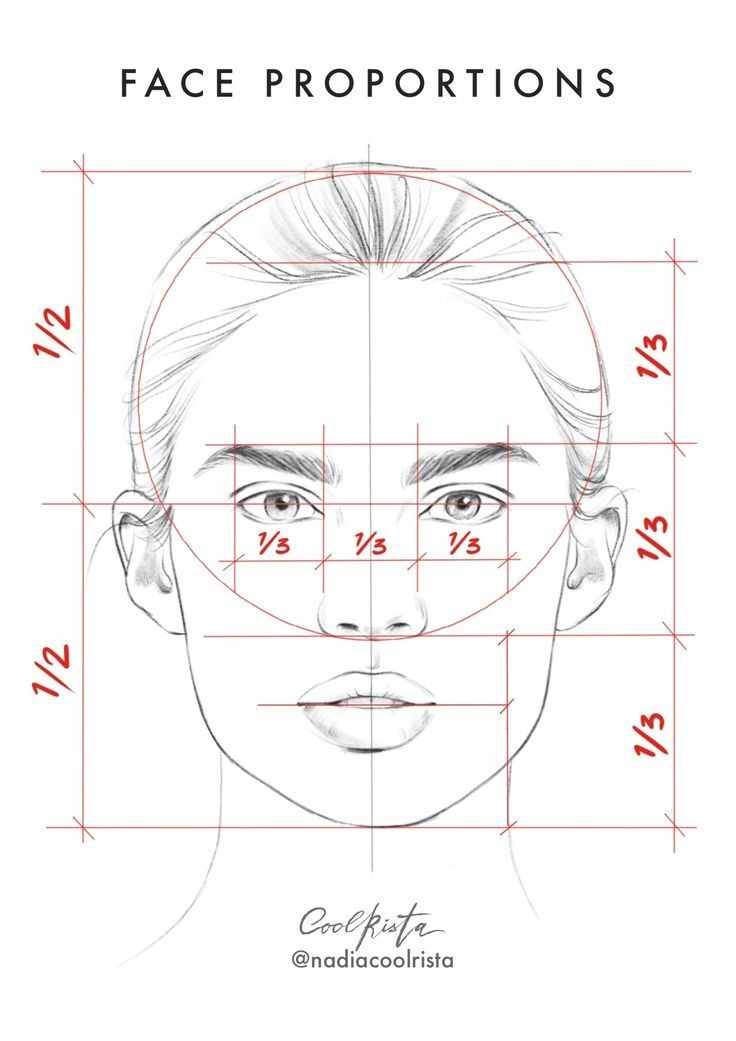 FACE PROPORTIONS
1/2
1/3
1/3
1/3 1/3 1/3
1/2
1/3
Coolrista
@nadiacoolrista